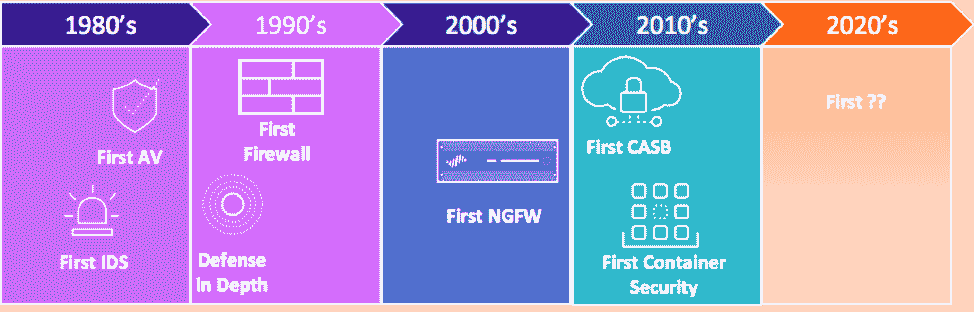 1980's
1990's
2000's
2010's
2020's
First AV
First IDS
First
Firewall
Defense
in Depth
First NGFW
First CASB
First Container
Security
First ??